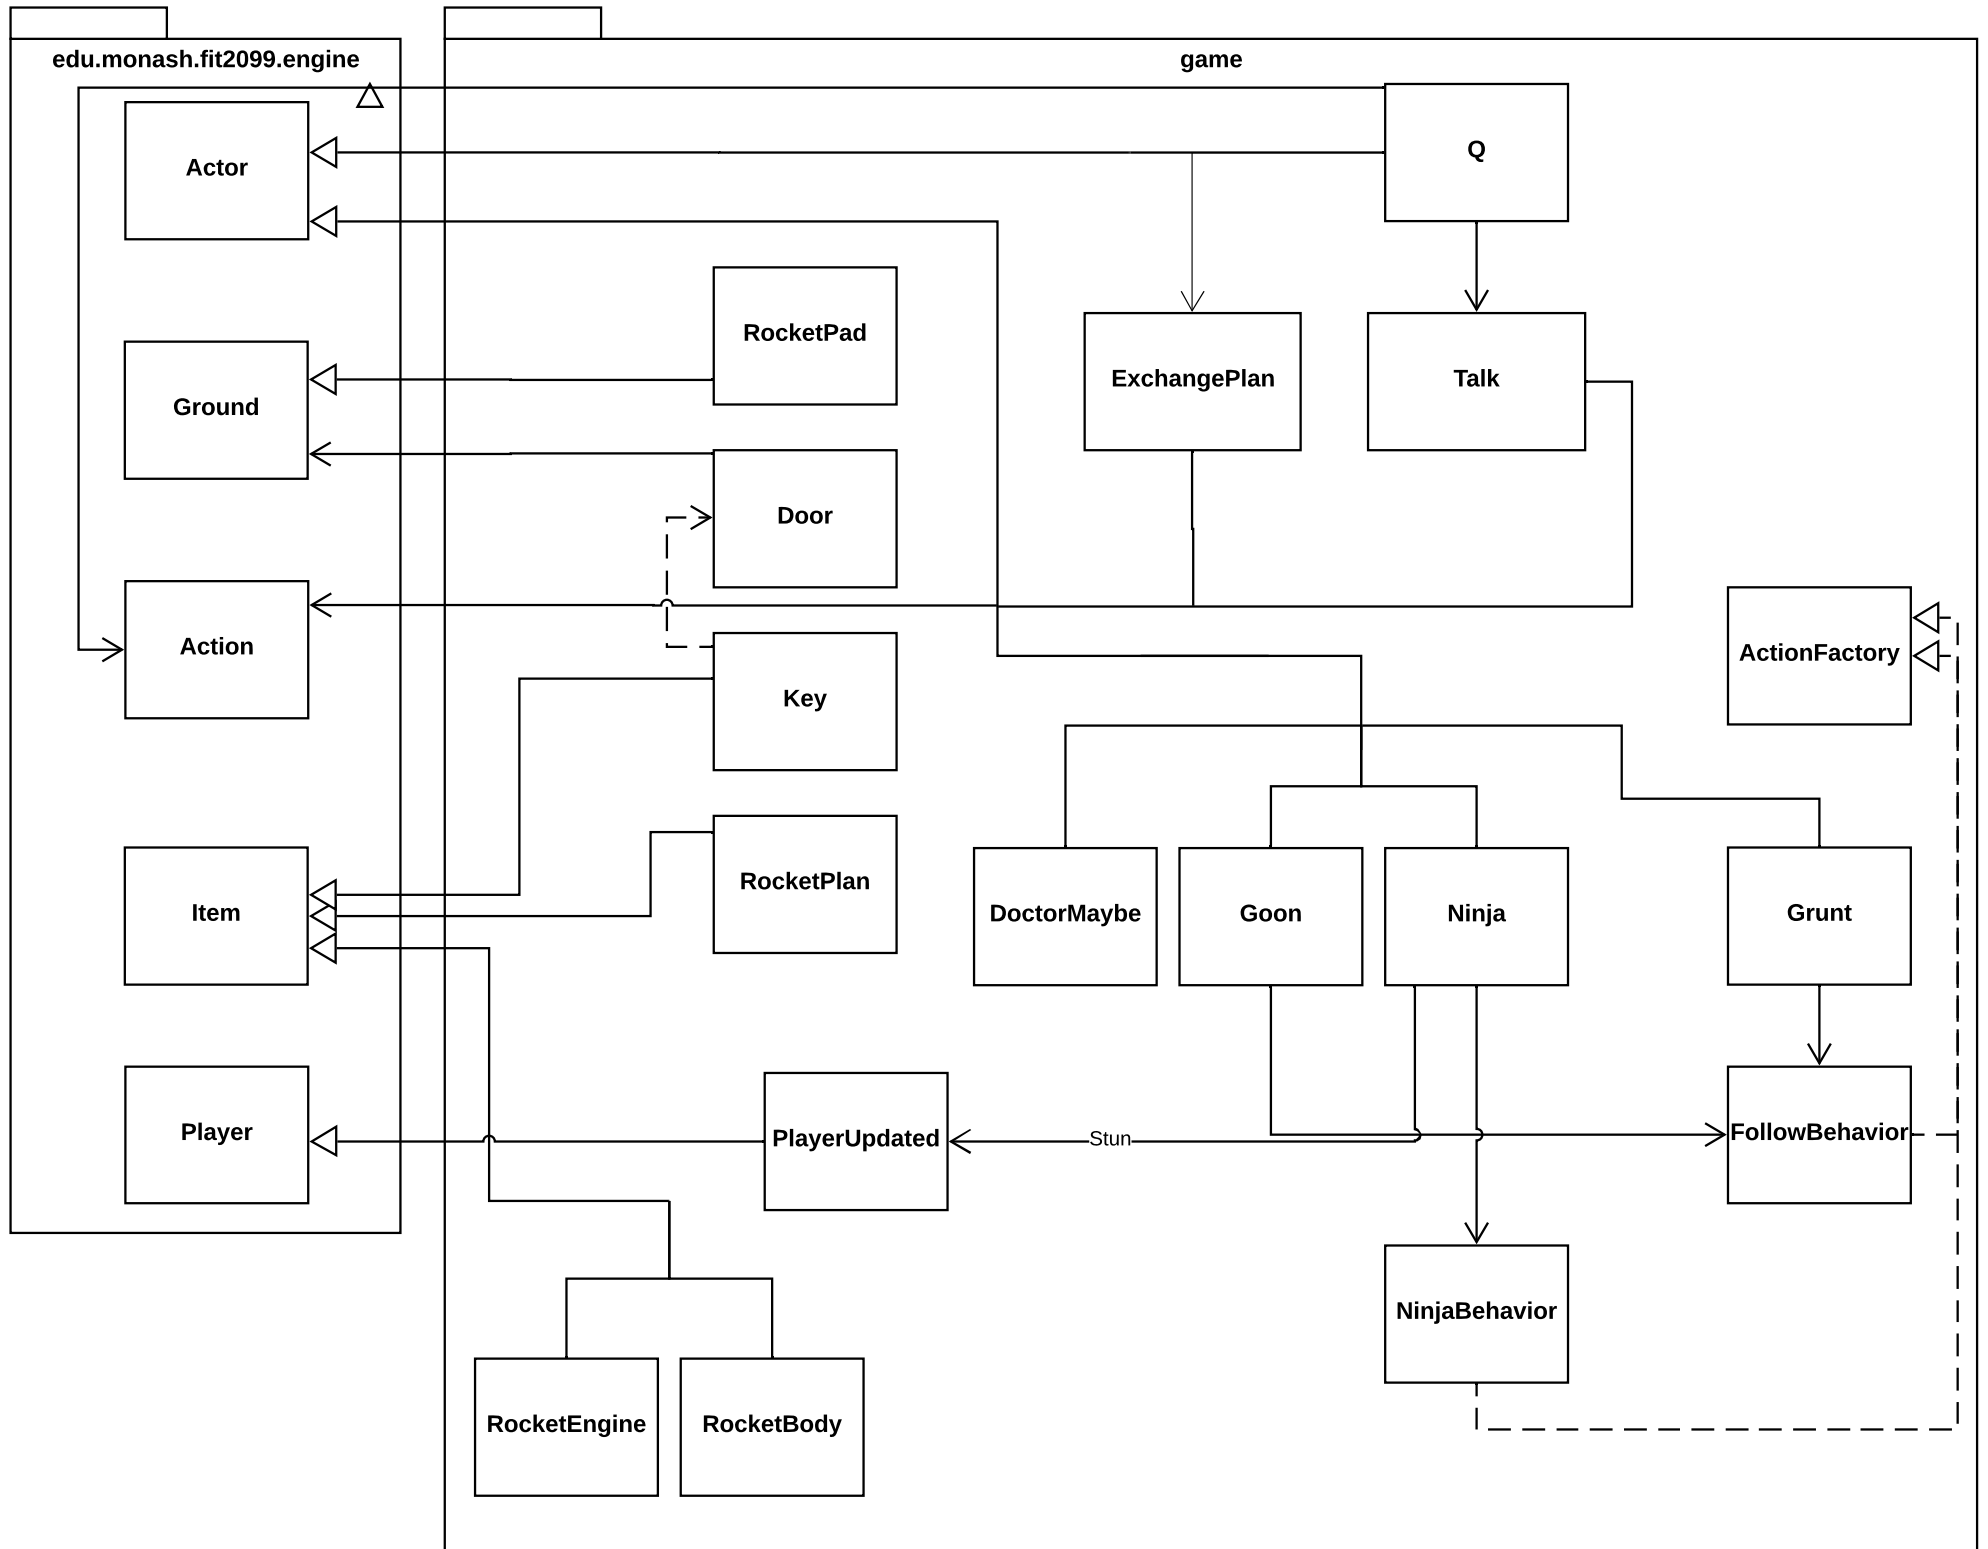 edu.monash.fit2099.engine
game
Actor
Q
RocketPad
ExchangePlan
Talk
Ground
Door
Action
Key
ActionFactory
RocketPlan
Item
DoctorMaybe
Goon
Ninja
Grunt
Player
PlayerUpdated
Stun
FollowBehavior
NinjaBehavior
RocketEngine
RocketBody